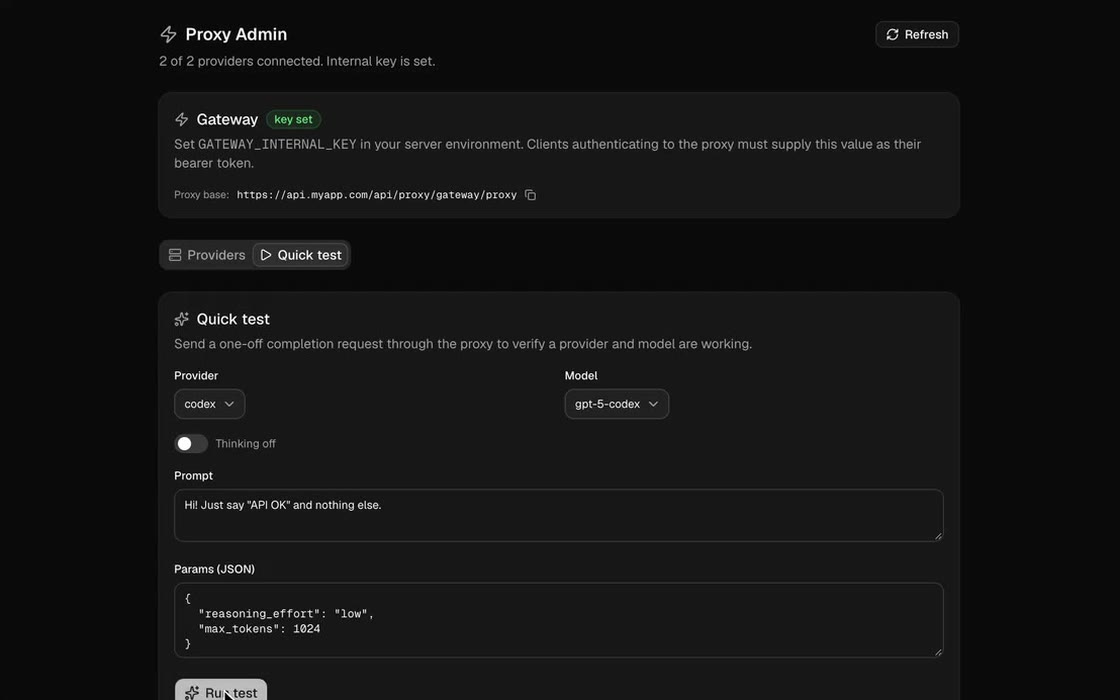 Proxy Admin
Refresh
2 of 2 providers connected. Internal key is set.
Gateway
key set
Set GATEWAY_INTERNAL_KEY in your server environment. Clients authenticating to the proxy must supply this value as their
bearer token.
Proxy base: https://api.myapp.com/api/proxy/gateway/proxy
Providers
Quick test
Quick test
Send a one-off completion request through the proxy to verify a provider and model are working.
Provider
Model
codex
gpt-5-codex
Thinking off
Prompt
Hi! Just say "API OK" and nothing else.
Params (JSON)
{
"reasoning_effort": "low",
"max_tokens": 1024
}
Run test